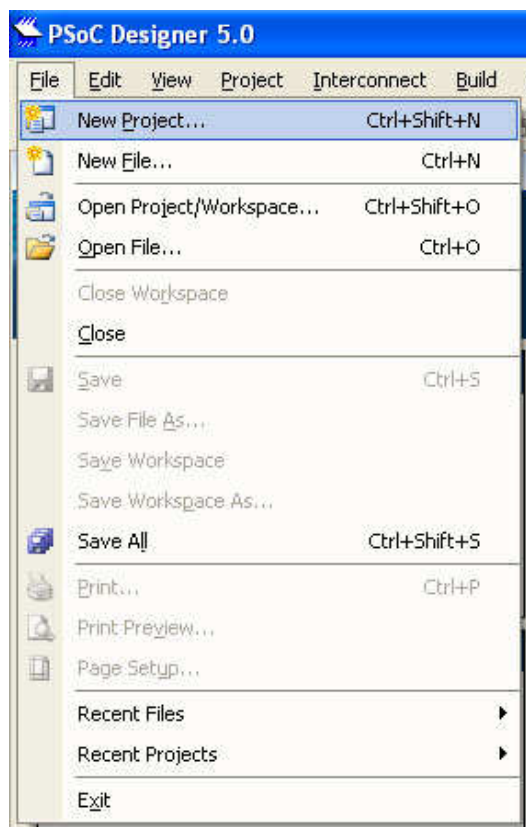 PSoC Designer 5.0
File Edit View Project Interconnect Build
New Project... Ctrl+Shift+N
New File... Ctrl+N
Open Project/Workspace... Ctrl+Shift+O
Open File... Ctrl+O
Close Workspace
Close
Save Ctrl+S
Save File As...
Save Workspace
Save Workspace As...
Save All Ctrl+Shift+S
Print... Ctrl+P
Print Preview...
Page Setup...
Recent Files
Recent Projects
Exit